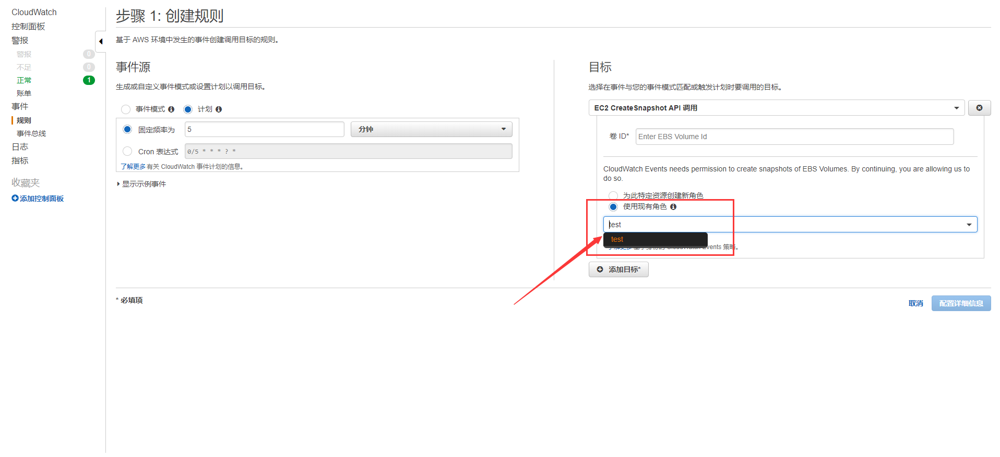 CloudWatch
控制面板
警报
警报 0
不足 0
正常 1
账单
事件
规则
事件总线
日志
指标
收藏夹
添加控制面板
步骤 1: 创建规则
基于 AWS 环境中发生的事件创建调用目标的规则。
事件源
生成或自定义事件模式或设置计划以调用目标。
事件模式 计划
固定频率为 5 分钟
Cron 表达式 0/5 * * * ? *
了解更多 有关 CloudWatch 事件计划的信息。
显示示例事件
目标
选择在事件与您的事件模式匹配或触发计划时要调用的目标。
EC2 CreateSnapshot API 调用
卷 ID* Enter EBS Volume Id
CloudWatch Events needs permission to create snapshots of EBS Volumes. By continuing, you are allowing us to
do so.
为此特定资源创建新角色
使用现有角色
test
test
了解更多基于身份的 CloudWatch Events 策略。
添加目标*
* 必填项
取消 配置详细信息